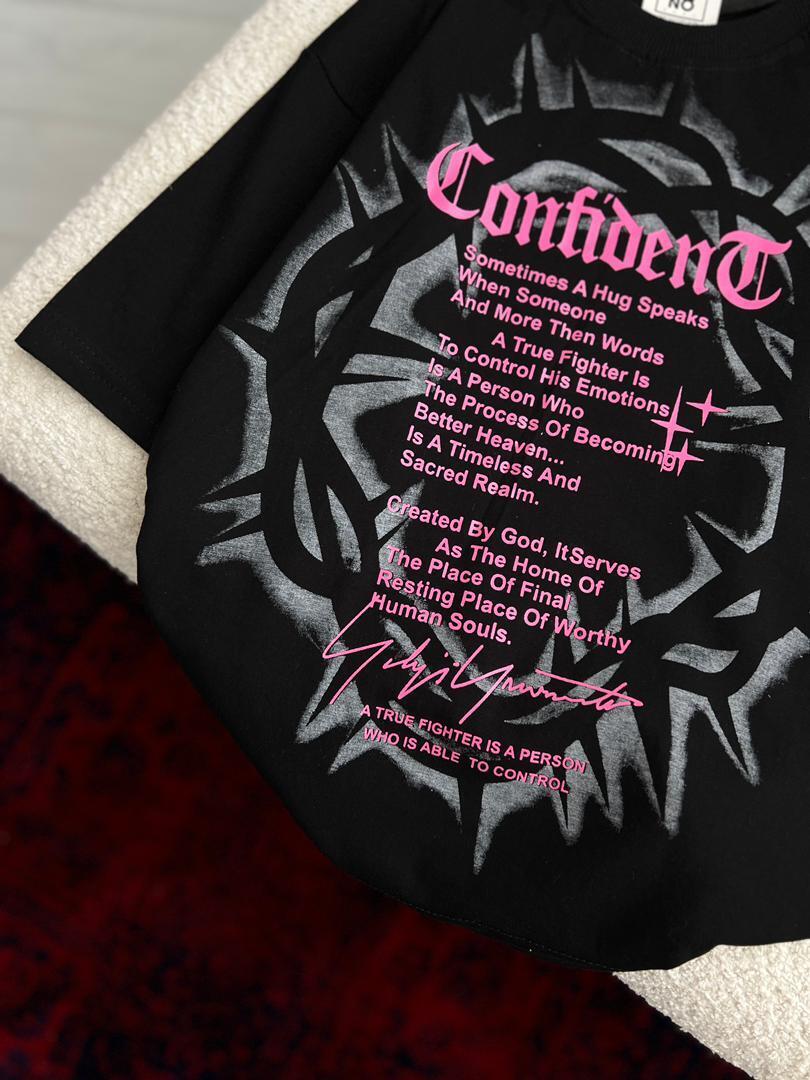 NO
ConfidenT
Sometimes A Hug Speaks
When Someone
And More Then Words
A True Fighter Is
To Control His Emotions
Is A Person Who
The Process Of Becoming
Better Heaven...
Is A Timeless And
Sacred Realm.
Created By God, ItServes
As The Home Of
The Place Of Final
Resting Place Of Worthy
Human Souls.
A TRUE FIGHTER IS A PERSON
WHO IS ABLE TO CONTROL